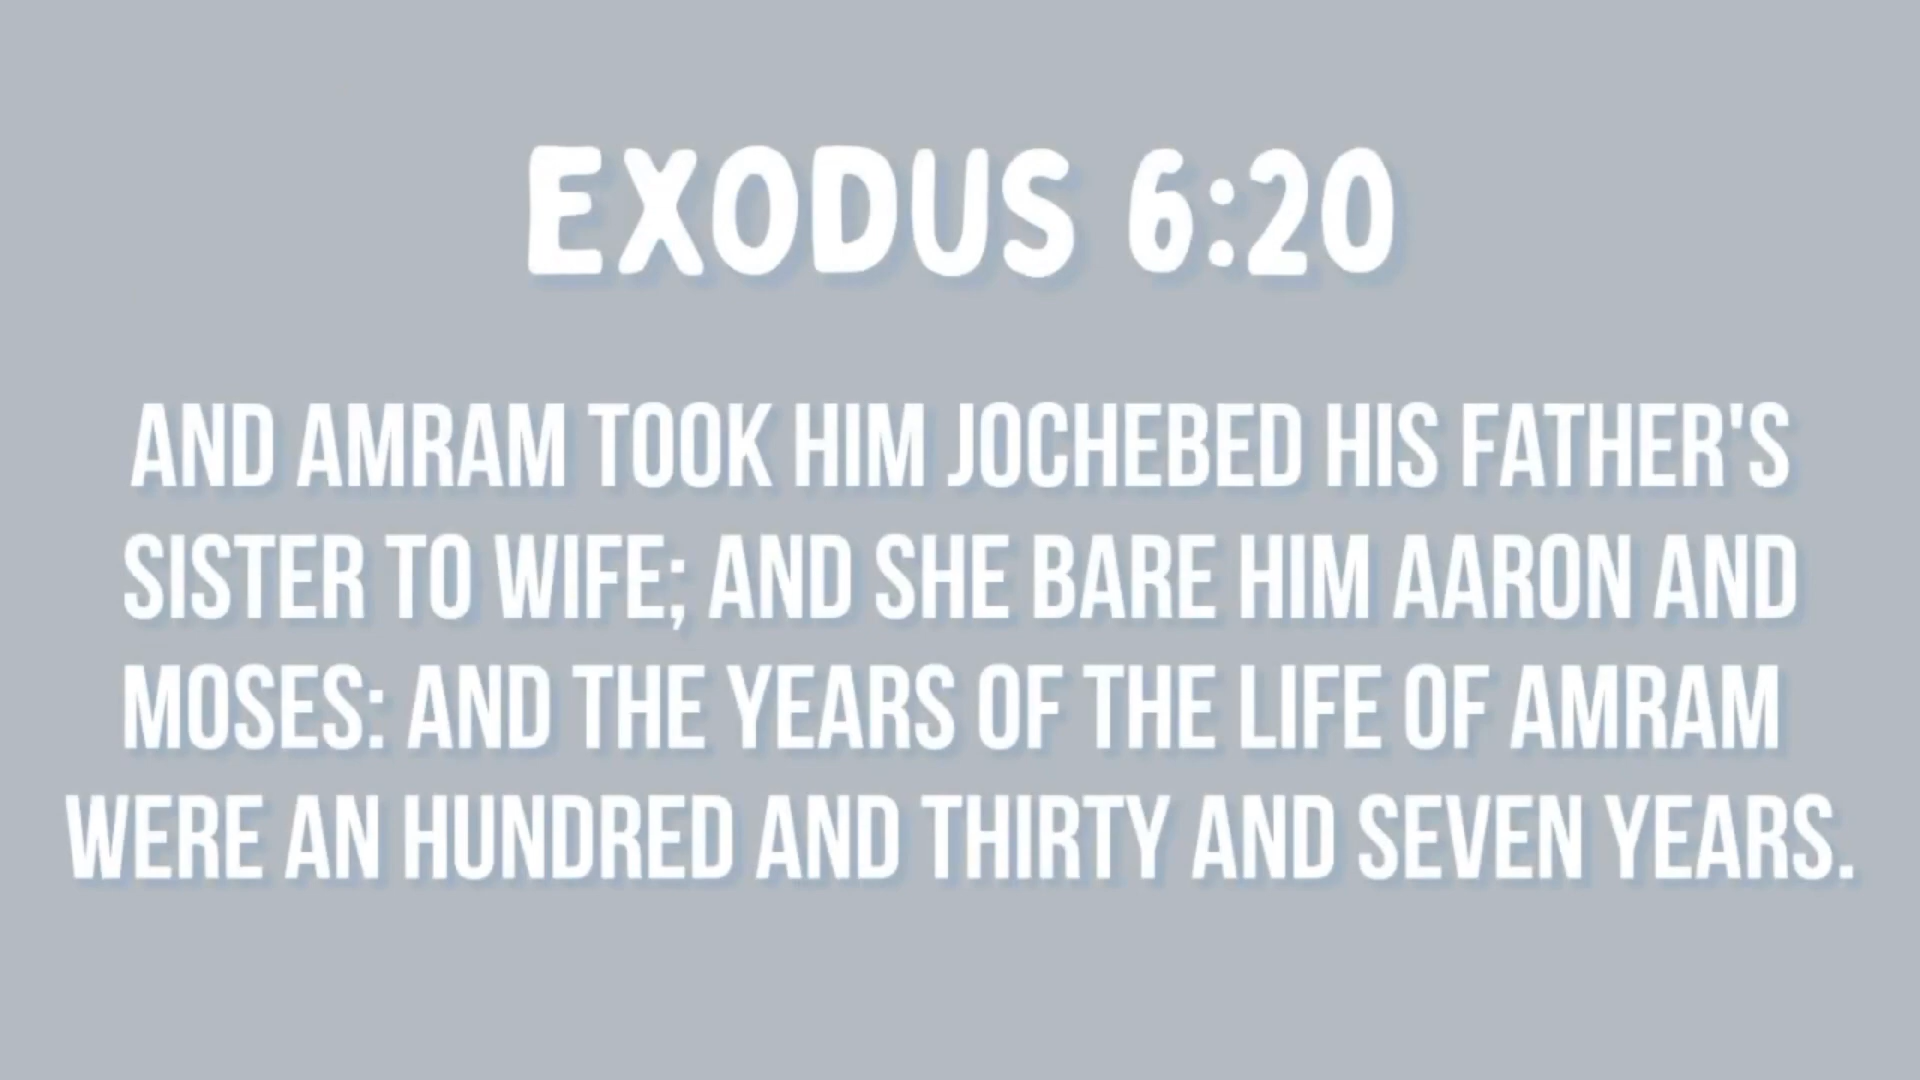 EXODUS 6:20
AND AMRAM TOOK HIM JOCHEBED HIS FATHER'S
SISTER TO WIFE; AND SHE BARE HIM AARON AND
MOSES: AND THE YEARS OF THE LIFE OF AMRAM
WERE AN HUNDRED AND THIRTY AND SEVEN YEARS.